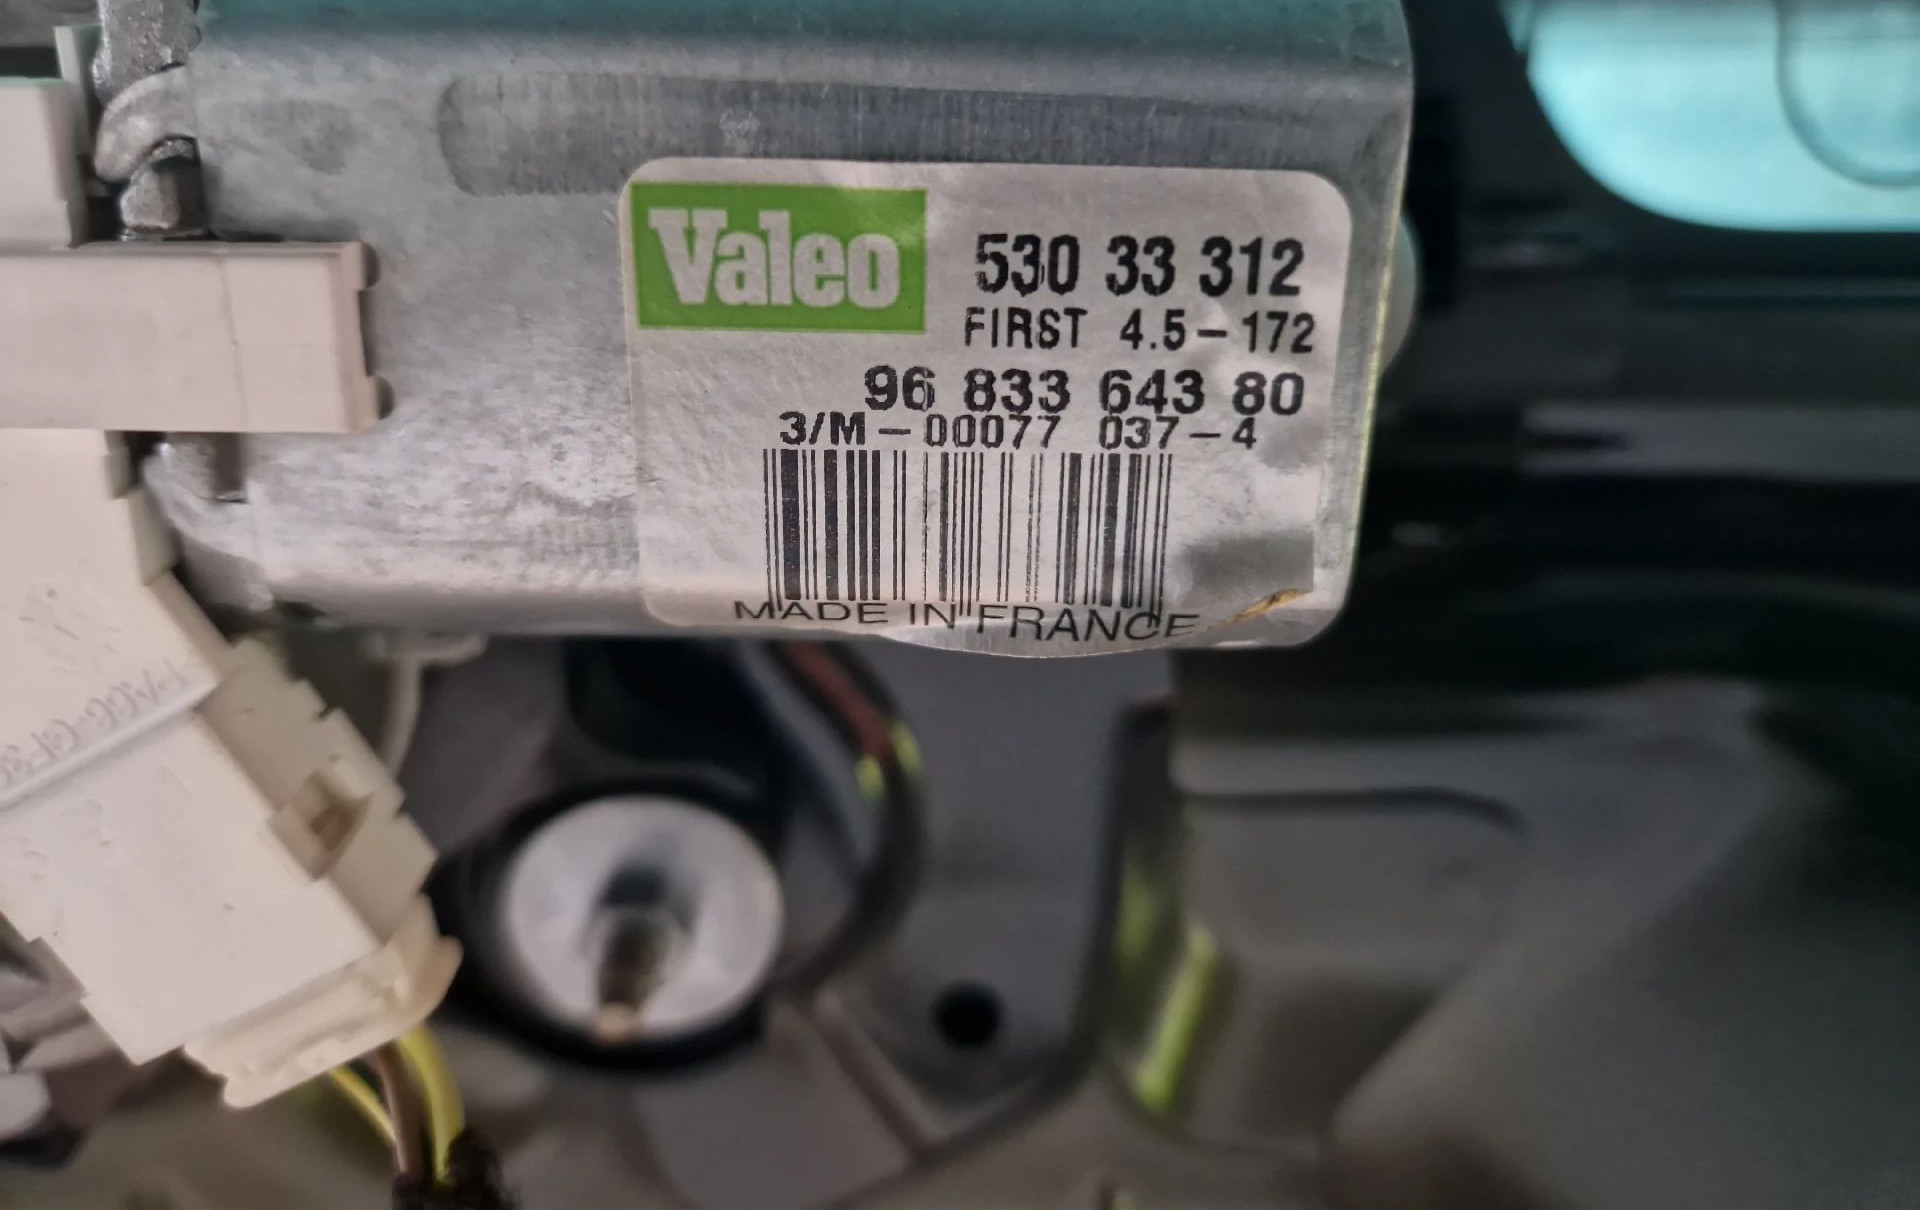 Valeo
530 33 312
FIRST 4.5-172
96 833 643 80
3/M-00077 037-4
MADE IN FRANCE